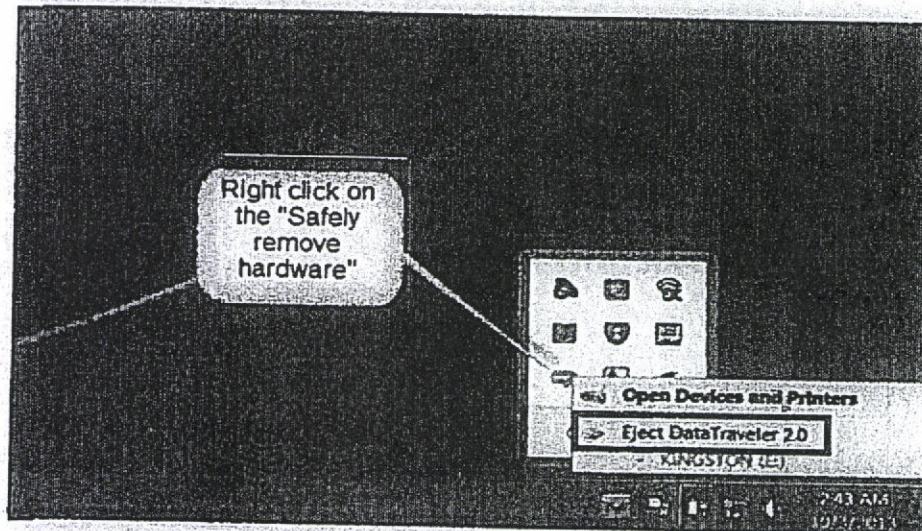 Right click on
the "Safely
remove
hardware"
Open Devices and Printers
Eject DataTraveler 2.0
- KINGSTON (E:)
2:43 AM